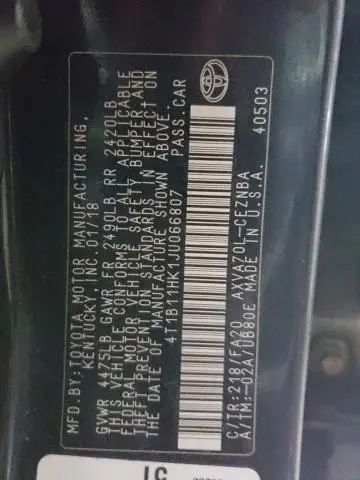 MFD.BY:TOYOTA MOTOR MANUFACTURING,
KENTUCKY, INC. 01/18
GVWR 4475LB GAWR FR 2490LB RR 2420LB
THIS VEHICLE CONFORMS TO ALL APPLICABLE
FEDERAL MOTOR VEHICLE SAFETY, BUMPER, AND
THEFT PREVENTION STANDARDS IN EFFECT ON
THE DATE OF MANUFACTURE SHOWN ABOVE.
4T1B11HK1JU066807 PASS.CAR
C/TR:218/FA20 AXVA70L-CEZNBA
A/TM:-02A/UB80E MADE IN U.S.A. 40503